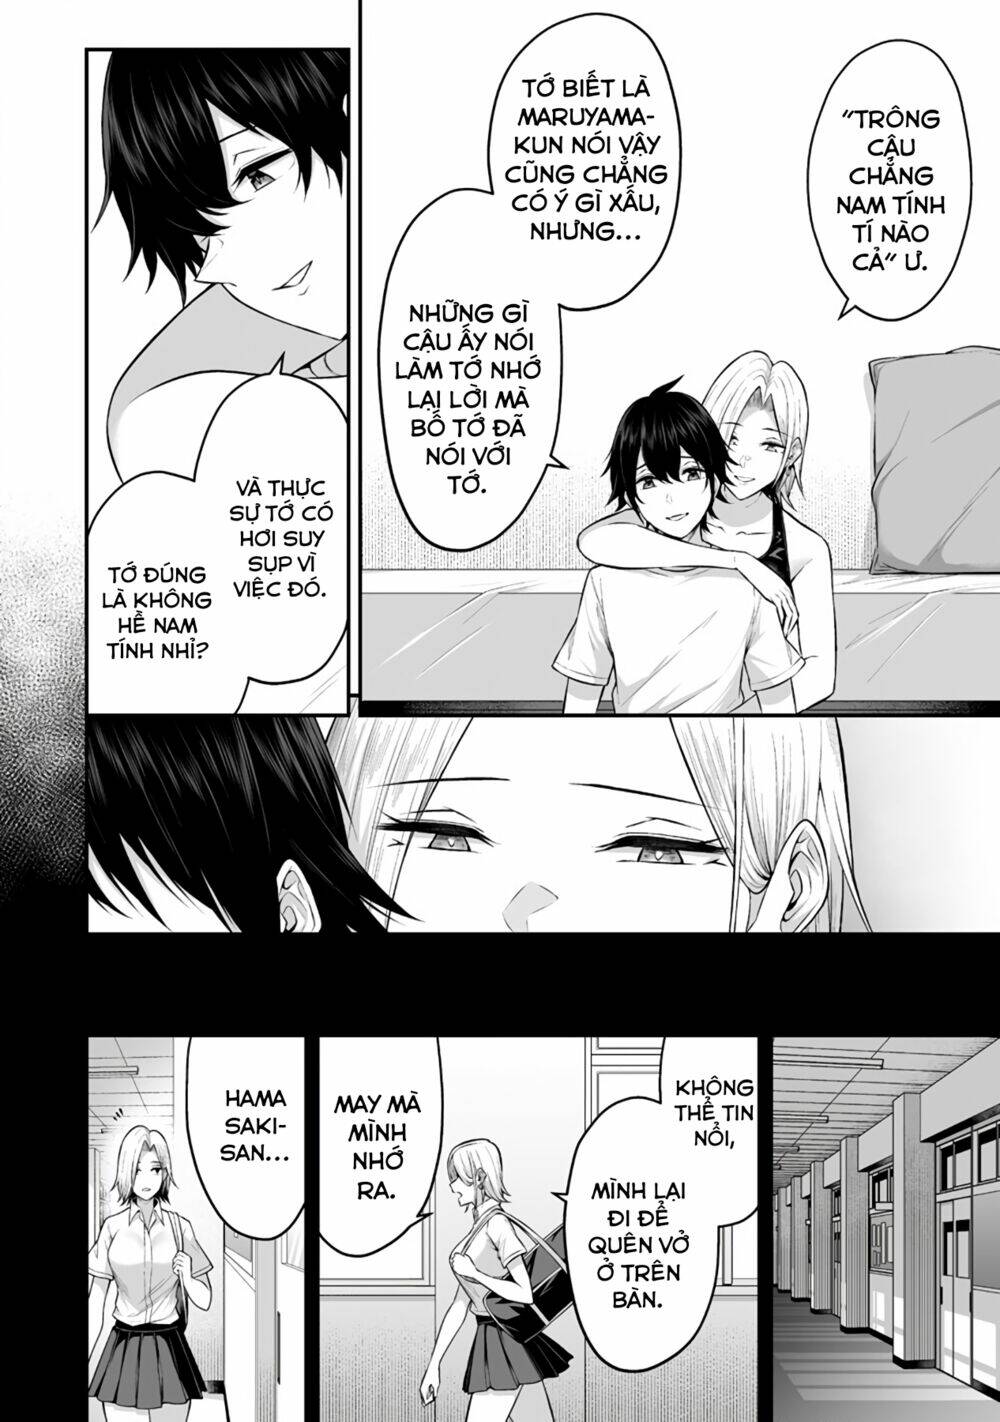 “TRÔNG
CẬU
CHẲNG
NAM TÍNH
TÍ NÀO
CẢ” Ư.
TỚ BIẾT LÀ
MARUYAMA-
KUN NÓI VẬY
CŨNG CHẲNG
CÓ Ý GÌ XẤU,
NHƯNG...
NHỮNG GÌ
CẬU ẤY NÓI
LÀM TỚ NHỚ
LẠI LỜI MÀ
BỐ TỚ ĐÃ
NÓI VỚI
TỚ.
VÀ THỰC
SỰ TỚ CÓ
HƠI SUY
SỤP VÌ
VIỆC ĐÓ.
TỚ ĐÚNG
LÀ KHÔNG
HỀ NAM
TÍNH NHỈ?
KHÔNG
THỂ TIN
NỔI,
MÌNH LẠI
ĐI ĐỂ
QUÊN VỞ
Ở TRÊN
BÀN.
MAY MÀ
MÌNH
NHỚ
RA.
HAMA
SAKI-
SAN...